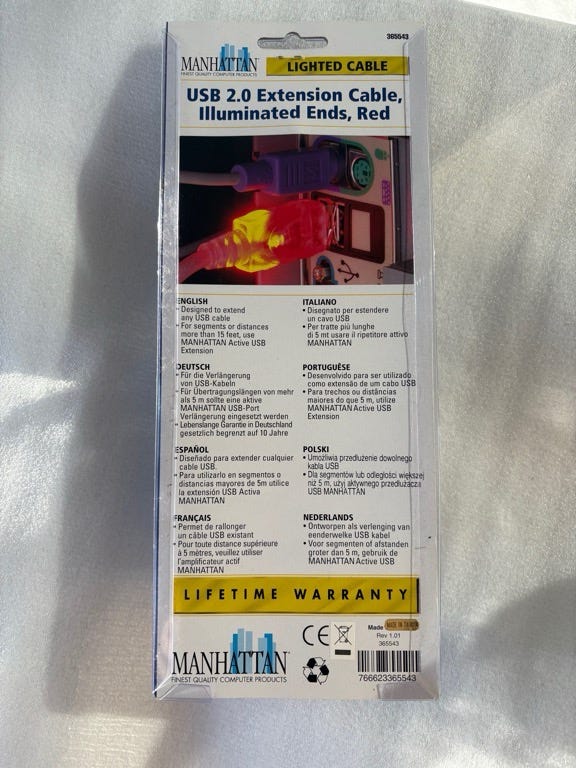 365543
MANHATTAN™
FINEST QUALITY COMPUTER PRODUCTS
LIGHTED CABLE
USB 2.0 Extension Cable,
Illuminated Ends, Red
ENGLISH
• Designed to extend
any USB cable
• For segments or distances
more than 15 feet, use
MANHATTAN Active USB
Extension
DEUTSCH
• Für die Verlängerung
von USB-Kabeln
• Für Übertragungslängen von mehr
als 5 m sollte eine aktive
MANHATTAN USB-Port
Verlängerung eingesetzt werden
• Lebenslange Garantie in Deutschland
gesetzlich begrenzt auf 10 Jahre
ESPAÑOL
• Diseñado para extender cualquier
cable USB.
• Para utilizarlo en segmentos o
distancias mayores de 5m utilice
la extensión USB Activa
MANHATTAN
FRANÇAIS
• Permet de rallonger
un câble USB existant
• Pour toute distance supérieure
à 5 mètres, veuillez utiliser
l'amplificateur actif
MANHATTAN
ITALIANO
• Disegnato per estendere
un cavo USB
• Per tratte più lunghe
di 5 mt usare il ripetitore attivo
MANHATTAN
PORTUGUÊSE
• Desenvolvido para ser utilizado
como extensão de um cabo USB
• Para trechos ou distâncias
maiores do que 5 m, utilize
MANHATTAN Active USB
Extension
POLSKI
• Umożliwia przedłużenie dowolnego
kabla USB
• Dla segmentów lub odległości większej
niż 5 m, użyj aktywnego przedłużacza
USB MANHATTAN
NEDERLANDS
• Ontworpen als verlenging van
eenderwelke USB kabel
• Voor segmenten of afstanden
groter dan 5 m, gebruik de
MANHATTAN Active USB
LIFETIME WARRANTY
MANHATTAN™
FINEST QUALITY COMPUTER PRODUCTS
CE
Made MADE IN TAIWAN
Rev 1.01
365543
766623365543